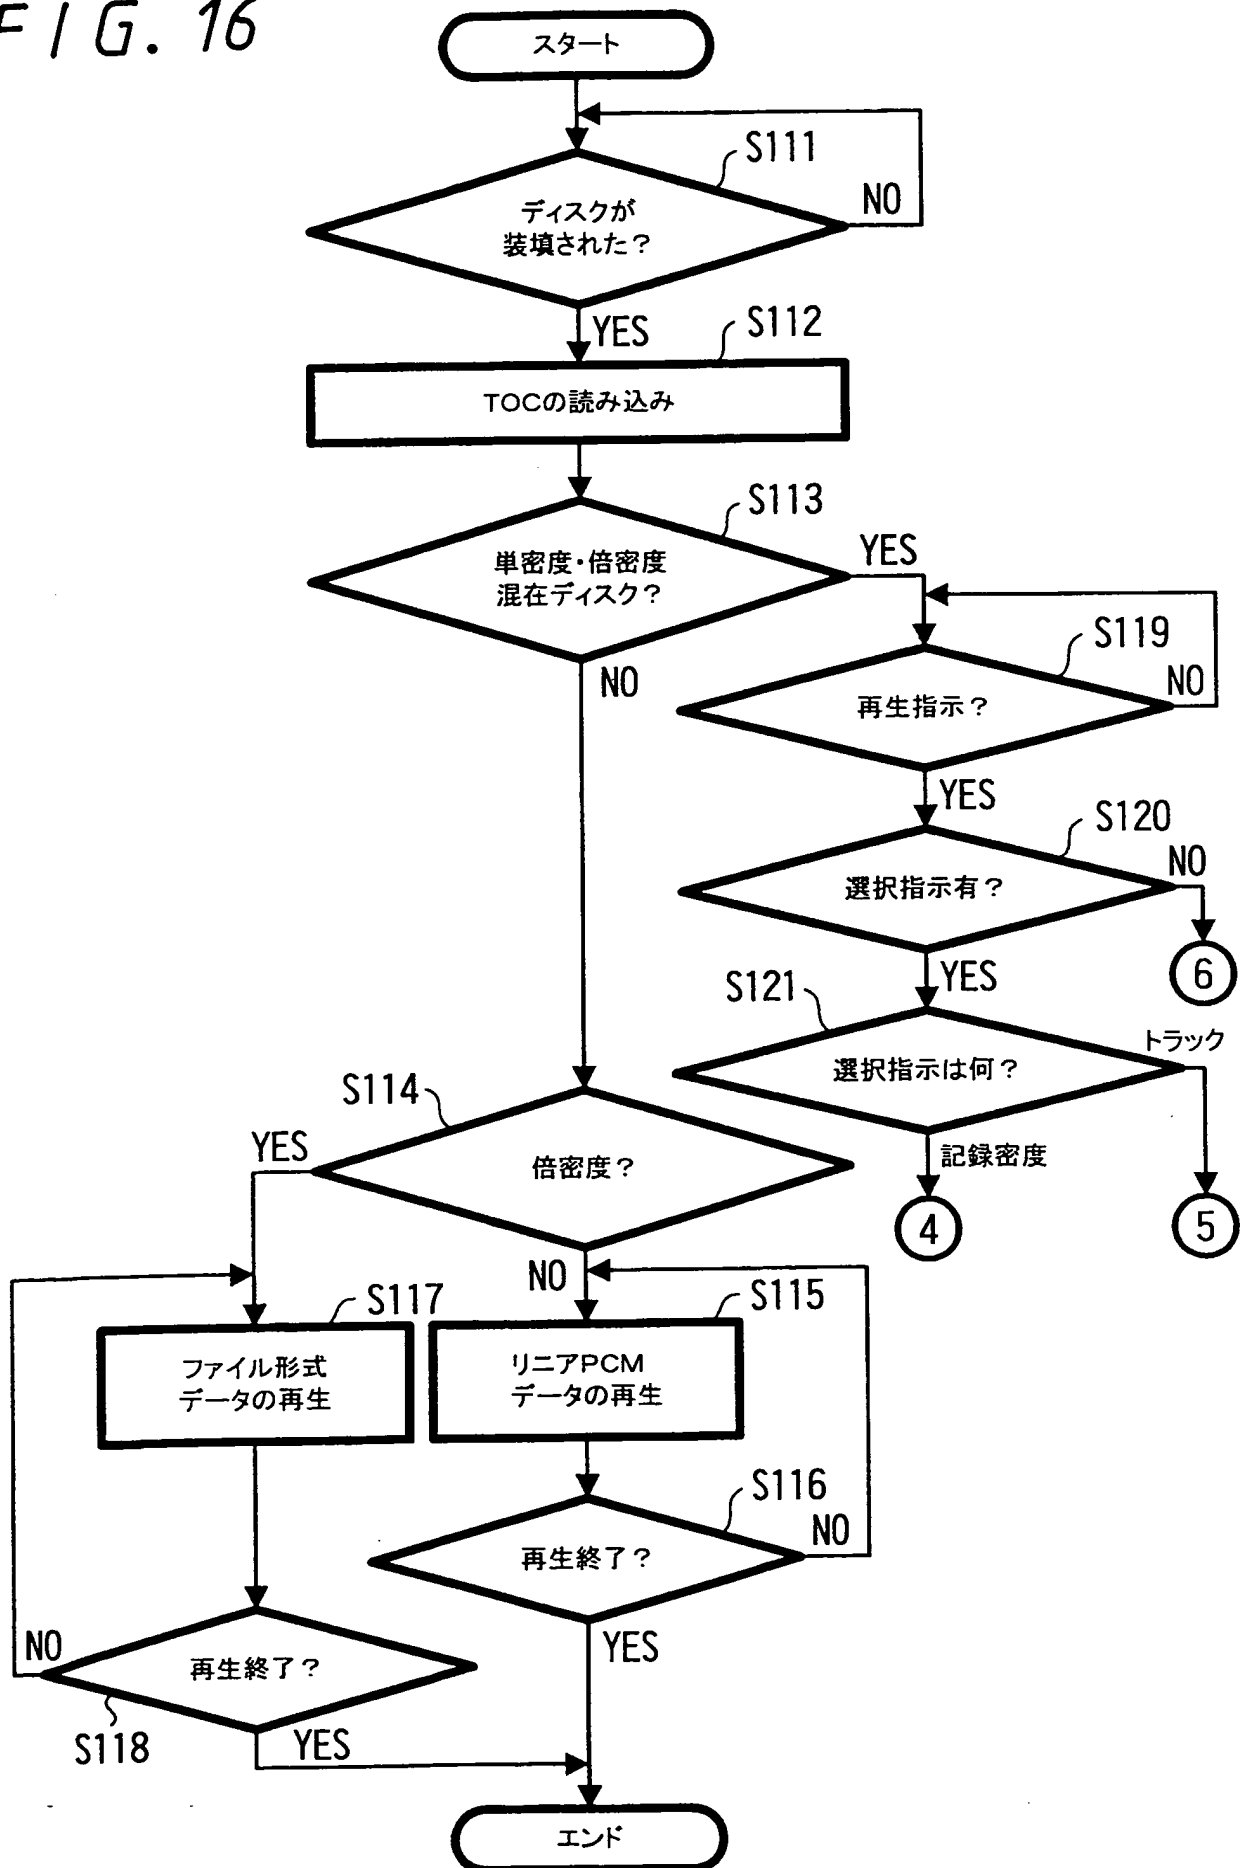 FIG. 16
スタート
S111
ディスクが
装填された？
NO
YES
S112
TOCの読み込み
S113
単密度・倍密度
混在ディスク？
YES
NO
S119
再生指示？
NO
YES
S120
選択指示有？
NO
6
YES
S121
選択指示は何？
トラック
記録密度
4
5
S114
倍密度？
YES
NO
S117
ファイル形式
データの再生
S115
リニアPCM
データの再生
S116
再生終了？
NO
YES
S118
再生終了？
NO
YES
エンド